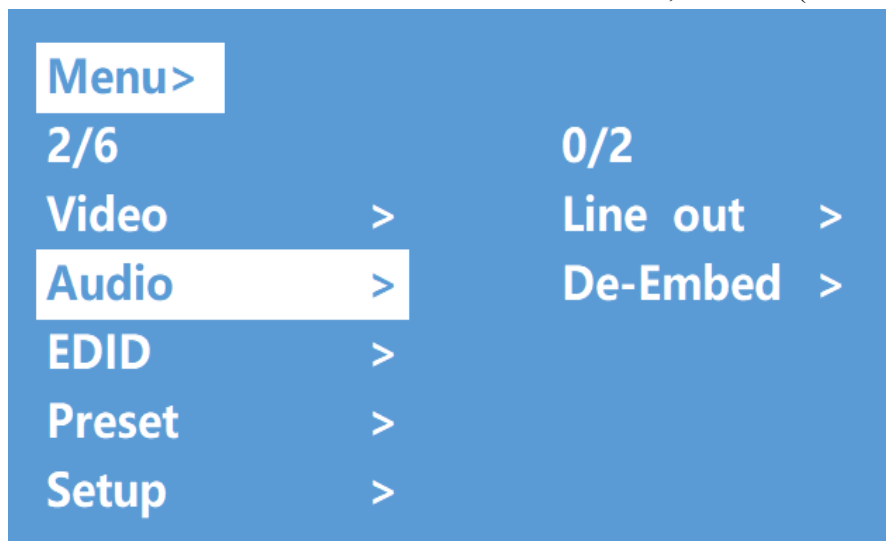 Menu>
2/6 0/2
Video > Line out >
Audio > De-Embed >
EDID >
Preset >
Setup >